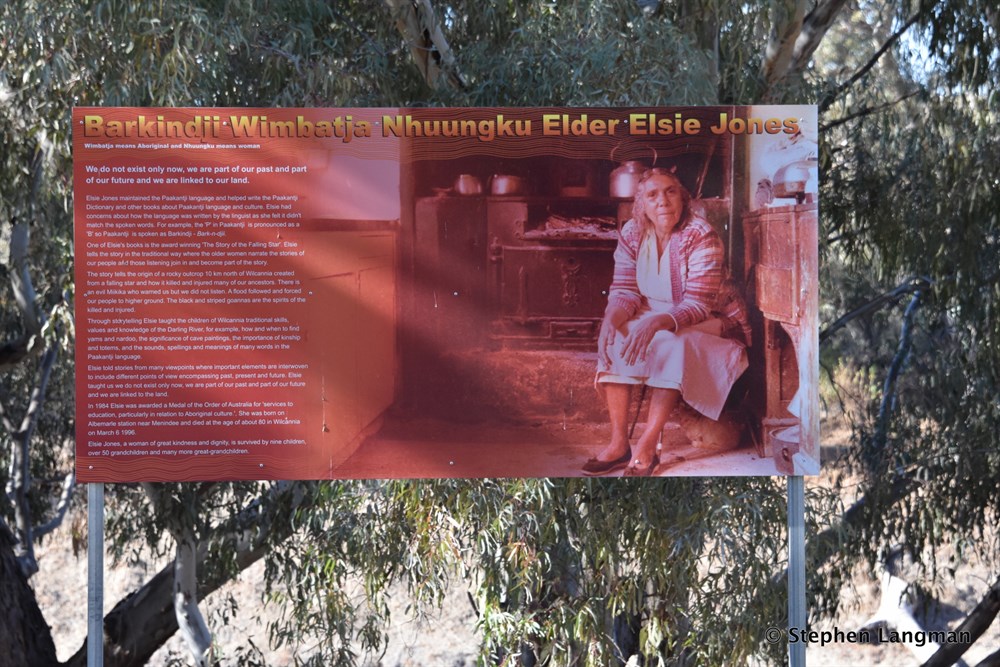 Barkindji Wimbatja Nhuungku Elder Elsie Jones
Wimbatja means Aboriginal and Nhuungku means woman
We do not exist only now, we are part of our past and part
of our future and we are linked to our land.
Elsie Jones maintained the Paakantji language and helped write the Paakantji
Dictionary and other books about Paakantji language and culture. Elsie had
concerns about how the language was written by the linguist as she felt it didn't
match the spoken words. For example, the 'P' in Paakantji is pronounced as a
'B' so Paakantji is spoken as Barkindji - Bark-n-djii
One of Elsie's books is the award winning 'The Story of the Falling Star'. Elsie
tells the story in the traditional way where the older women narrate the stories of
our people and those listening join in and become part of the story.
The story tells the origin of a rocky outcrop 10 km north of Wilcannia created
from a falling star and how it killed and injured many of our ancestors. There is
an evil Milkika who warned us but we did not listen. A flood followed and forced
our people to higher ground. The black and striped goannas are the spirits of the
killed and injured.
Through storytelling Elsie taught the children of Wilcannia traditional skills,
values and knowledge of the Darling River, for example, how and when to find
yams and nardoo, the significance of cave paintings, the importance of kinship
and totems, and the sounds, spellings and meanings of many words in the
Paakantji language.
Elsie told stories from many viewpoints where important elements are interwoven
to include different points of view encompassing past, present and future. Elsie
taught us we do not exist only now, we are part of our past and part of our future
and we are linked to the land.
In 1984 Elsie was awarded a Medal of the Order of Australia for 'services to
education, particularly in relation to Aboriginal culture.'. She was born on
Albemarle station near Menindee and died at the age of about 80 in Wilcannia
on March 6 1996.
Elsie Jones, a woman of great kindness and dignity, is survived by nine children,
over 50 grandchildren and many more great-grandchildren.
© Stephen Langman